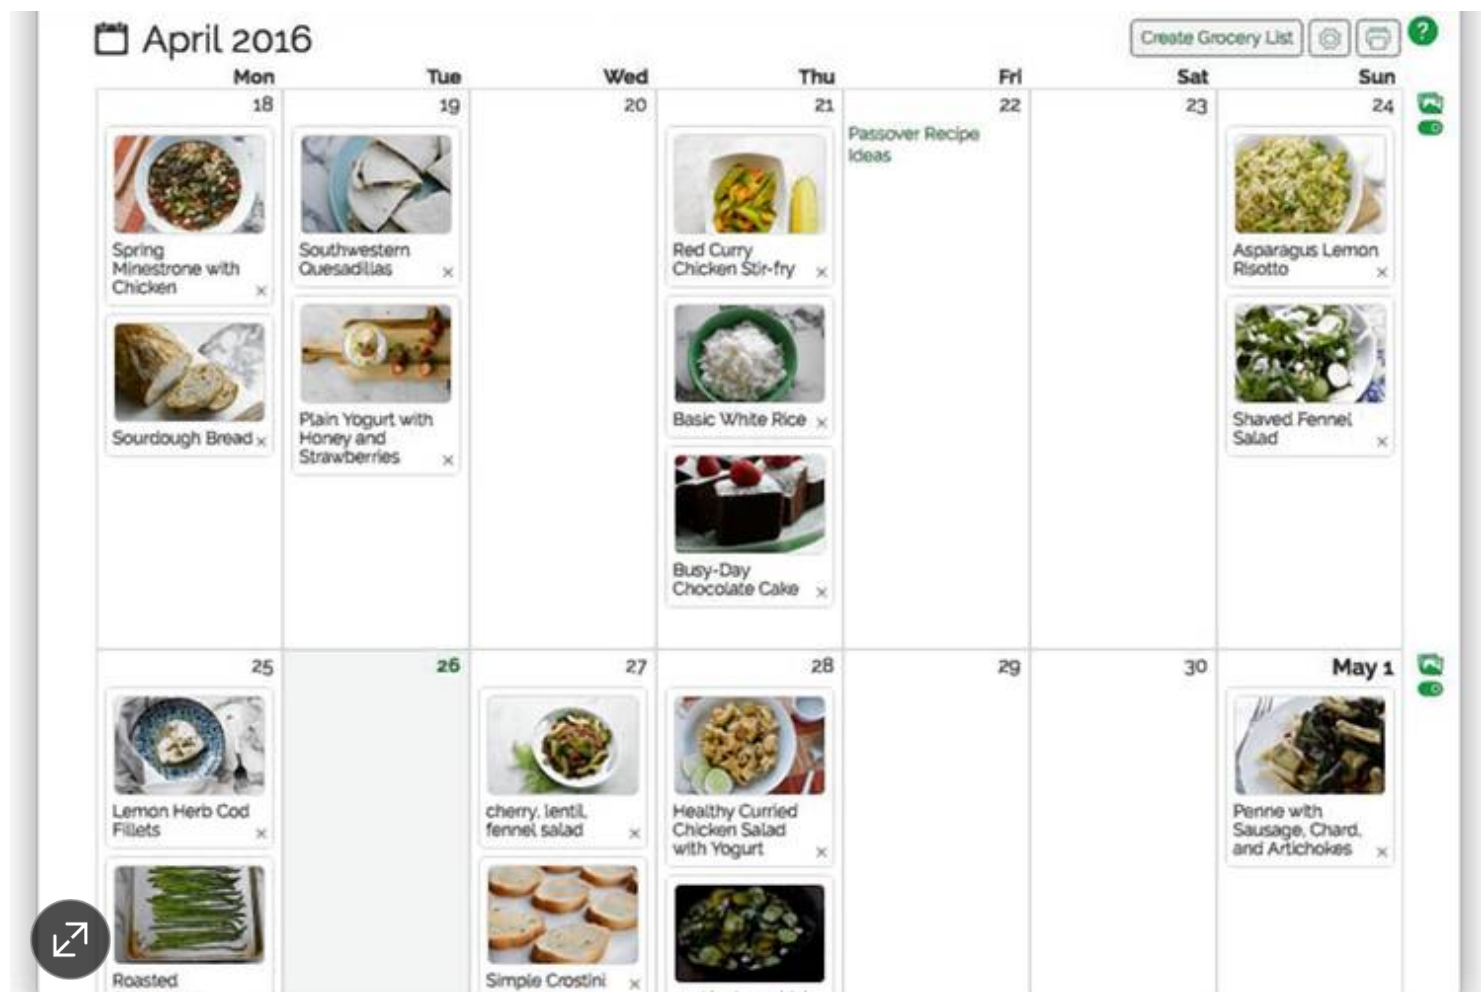 April 2016
Create Grocery List
?
Mon Tue Wed Thu Fri Sat Sun
18 19 20 21 22 23 24
Spring
Minestrone with
Chicken
Sourdough Bread
Southwestern
Quesadillas
Plain Yogurt with
Honey and
Strawberries
Red Curry
Chicken Stir-fry
Basic White Rice
Busy-Day
Chocolate Cake
Passover Recipe
Ideas
Asparagus Lemon
Risotto
Shaved Fennel
Salad
25 26 27 28 29 30 May 1
Lemon Herb Cod
Fillets
Roasted
cherry, lentil,
fennel salad
Simple Crostini
Healthy Curried
Chicken Salad
with Yogurt
Penne with
Sausage, Chard,
and Artichokes